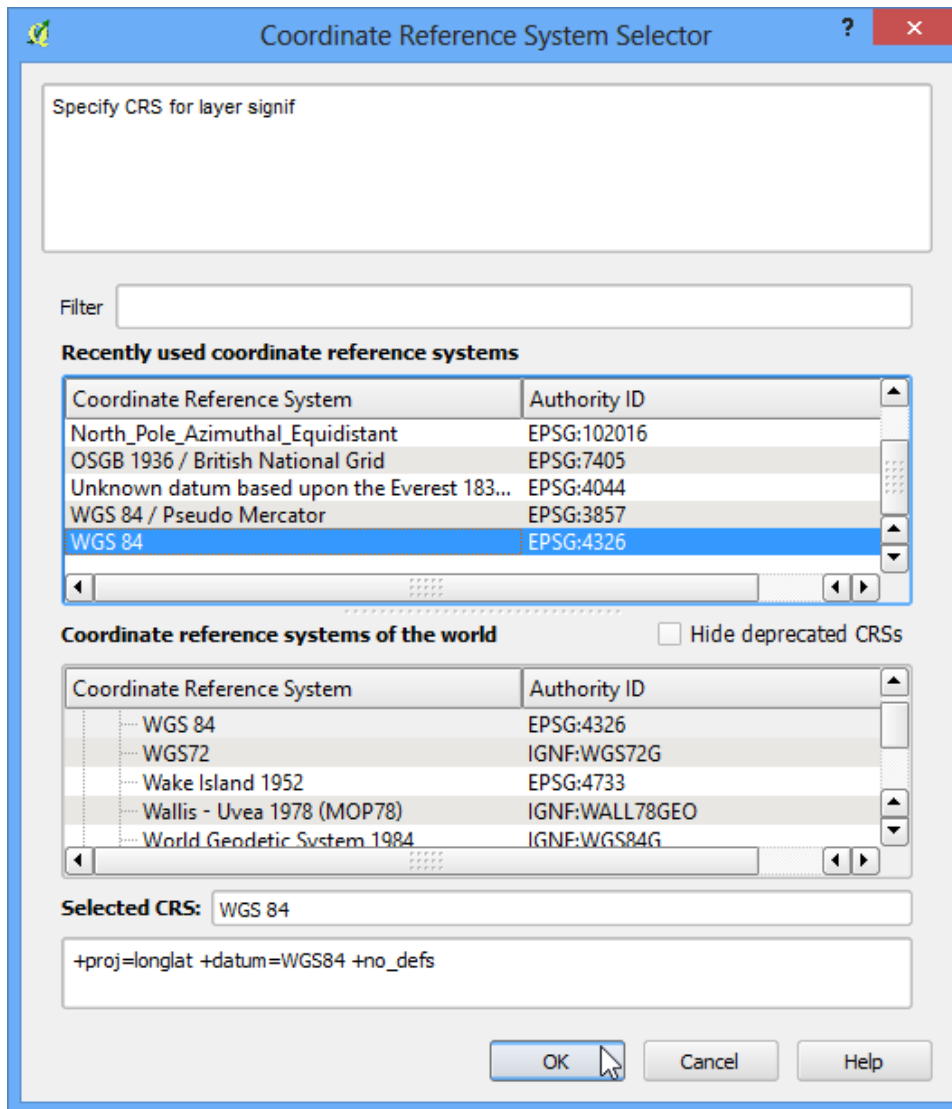 Coordinate Reference System Selector ?
Specify CRS for layer signif
Filter
Recently used coordinate reference systems
Coordinate Reference System Authority ID
North_Pole_Azimuthal_Equidistant EPSG:102016
OSGB 1936 / British National Grid EPSG:7405
Unknown datum based upon the Everest 183... EPSG:4044
WGS 84 / Pseudo Mercator EPSG:3857
WGS 84 EPSG:4326
Coordinate reference systems of the world Hide deprecated CRSs
Coordinate Reference System Authority ID
WGS 84 EPSG:4326
WGS72 IGNF:WGS72G
Wake Island 1952 EPSG:4733
Wallis - Uvea 1978 (MOP78) IGNF:WALL78GEO
World Geodetic System 1984 IGNF:WGS84G
Selected CRS: WGS 84
+proj=longlat +datum=WGS84 +no_defs
OK Cancel Help